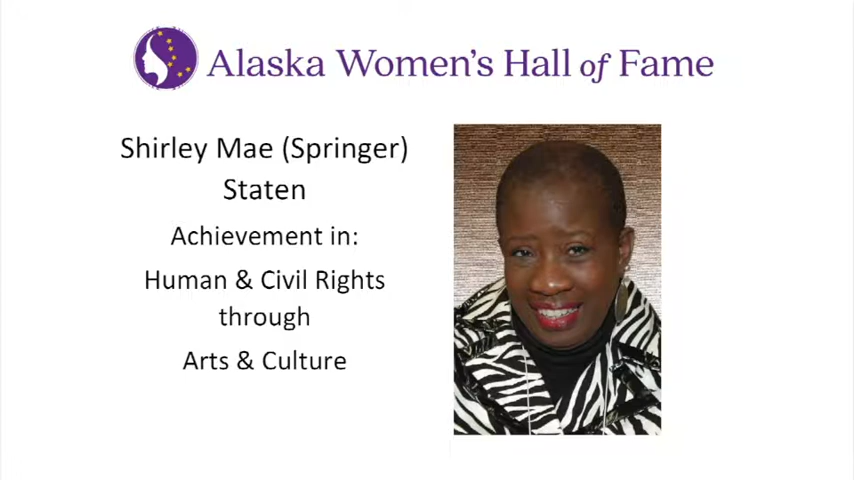 Alaska Women's Hall of Fame
Shirley Mae (Springer)
Staten
Achievement in:
Human & Civil Rights
through
Arts & Culture